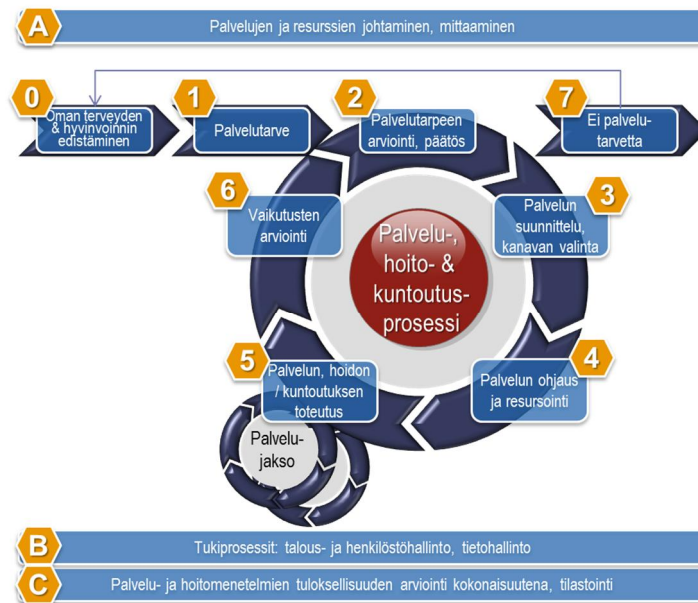 A
Palvelujen ja resurssien johtaminen, mittaaminen
0
Oman terveyden
& hyvinvoinnin
edistäminen
1
Palvelutarve
2
Palvelutarpeen
arviointi, päätös
7
Ei palvelu-
tarvetta
6
Vaikutusten
arviointi
3
Palvelun
suunnittelu,
kanavan valinta
Palvelu-,
hoito- &
kuntoutus-
prosessi
5
Palvelun, hoidon
/ kuntoutuksen
toteutus
4
Palvelun ohjaus
ja resursointi
Palvelu-
jakso
B
Tukiprosessit: talous- ja henkilöstöhallinto, tietohallinto
C
Palvelu- ja hoitomenetelmien tuloksellisuuden arviointi kokonaisuutena, tilastointi